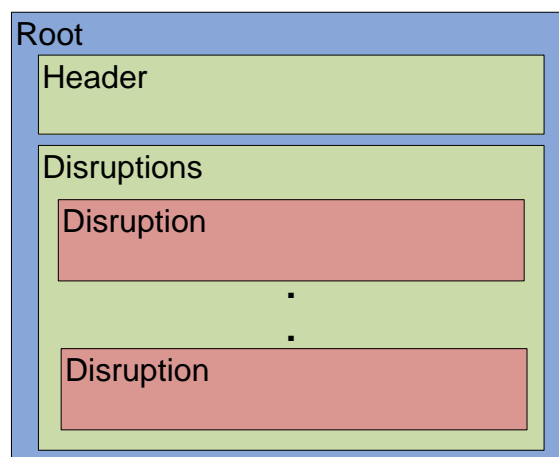 Root
Header
Disruptions
Disruption
.
.
Disruption